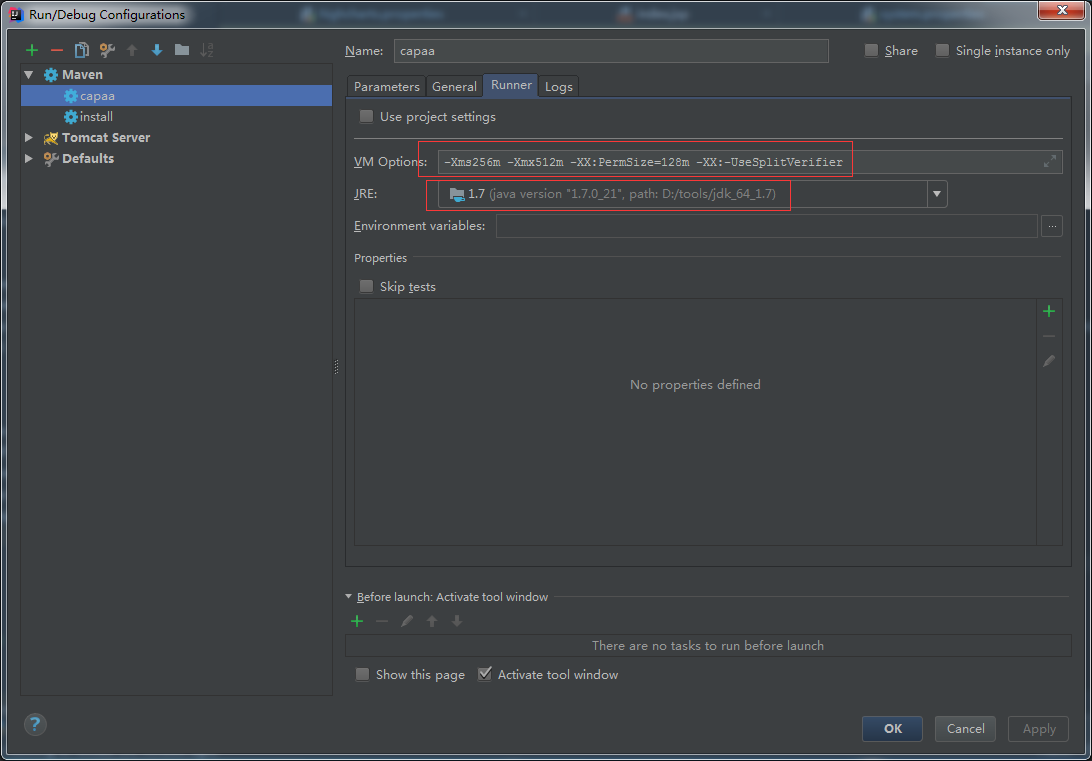 Run/Debug Configurations
Name: capaa
Share
Single instance only
Maven
capaa
install
Tomcat Server
Defaults
Parameters General Runner Logs
Use project settings
VM Options: -Xms256m -Xmx512m -XX:PermSize=128m -XX:-UseSplitVerifier
JRE: 1.7 (java version "1.7.0_21", path: D:/tools/jdk_64_1.7)
Environment variables:
Properties
Skip tests
No properties defined
Before launch: Activate tool window
There are no tasks to run before launch
Show this page Activate tool window
? OK Cancel Apply